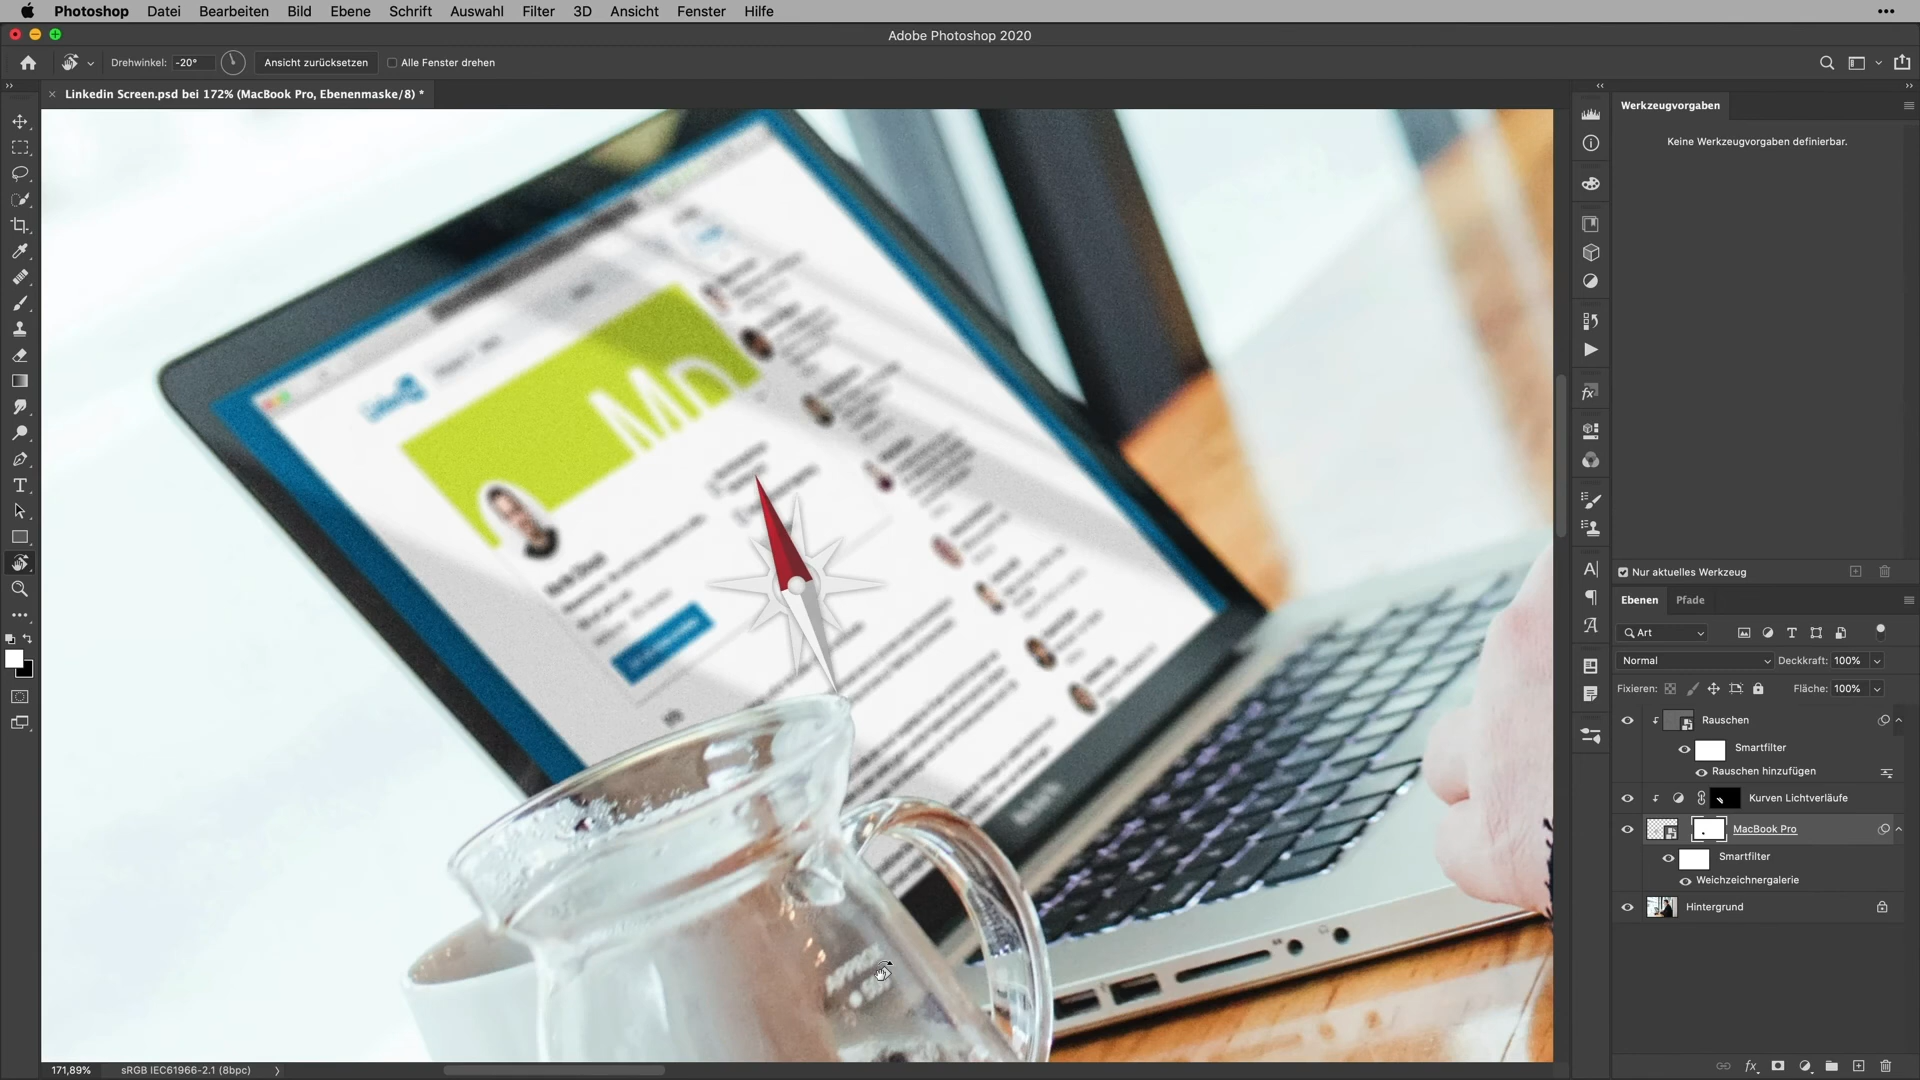 Photoshop Datei Bearbeiten Bild Ebene Schrift Auswahl Filter 3D Ansicht Fenster Hilfe
Adobe Photoshop 2020
Drehwinkel: -20° Ansicht zurücksetzen Alle Fenster drehen
Linkedin Screen.psd bei 172% (MacBook Pro, Ebenenmaske/8) *
Werkzeugvorgaben
Keine Werkzeugvorgaben definierbar.
Nur aktuelles Werkzeug
Ebenen Pfade
Art
Normal Deckkraft: 100%
Fixieren: Fläche: 100%
Rauschen
Smartfilter
Rauschen hinzufügen
Kurven Lichtverläufe
MacBook Pro
Smartfilter
Weichzeichnergalerie
Hintergrund
171,89% sRGB IEC61966-2.1 (8bpc)